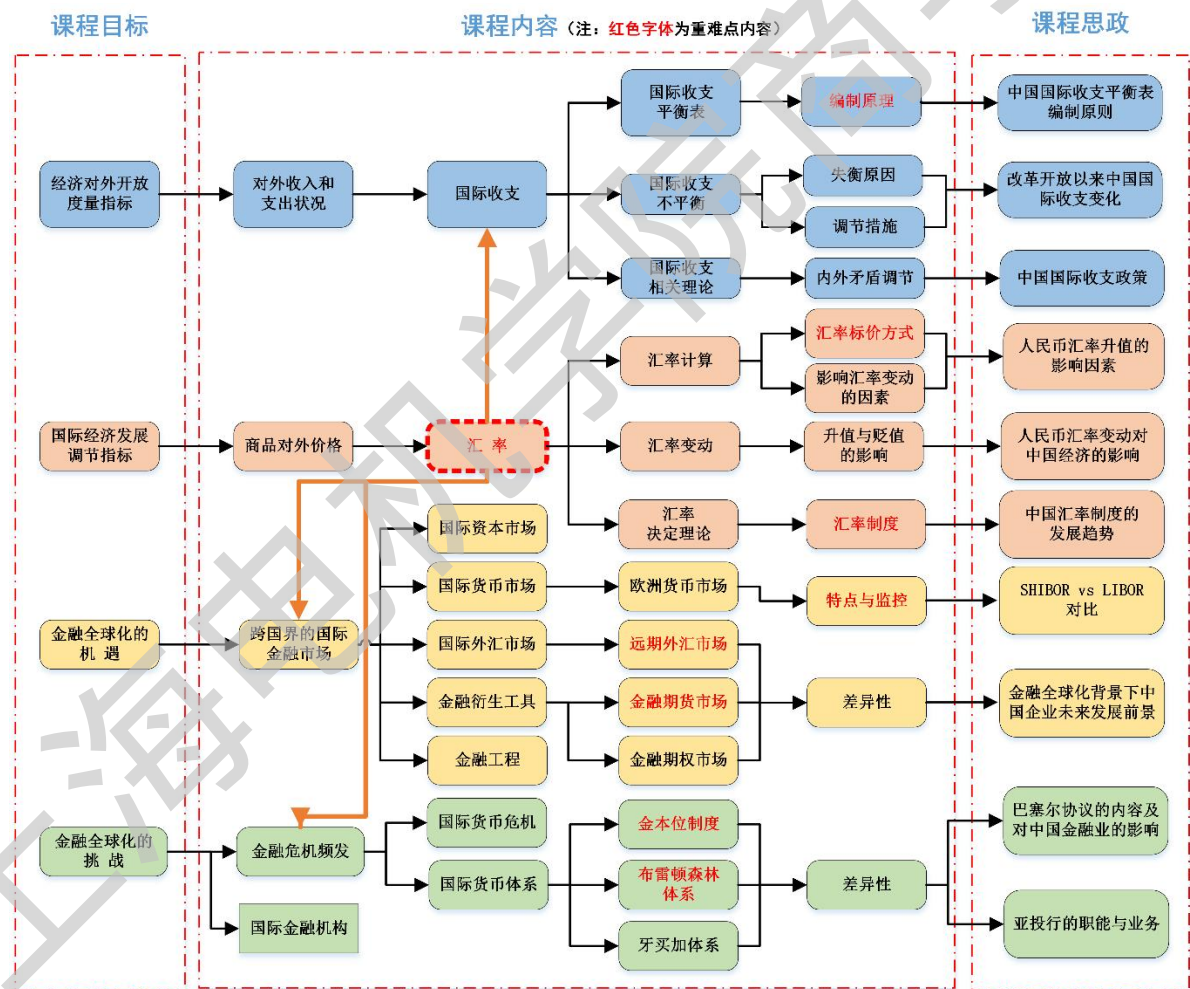 课程目标
课程内容（注：红色字体为重难点内容）
课程思政
国际收支
平衡表
编制原理
中国国际收支平衡表
编制原则
经济对外开放
度量指标
对外收入和
支出状况
国际收支
国际收支
不平衡
失衡原因
调节措施
改革开放以来中国国
际收支变化
国际收支
相关理论
内外矛盾调节
中国国际收支政策
汇率计算
汇率标价方式
影响汇率变动
的因素
人民币汇率升值的
影响因素
国际经济发展
调节指标
商品对外价格
汇 率
汇率变动
升值与贬值
的影响
人民币汇率变动对
中国经济的影响
汇率
决定理论
汇率制度
中国汇率制度的
发展趋势
国际资本市场
国际货币市场
欧洲货币市场
特点与监控
SHIBOR vs LIBOR
对比
金融全球化的
机 遇
跨国界的国际
金融市场
国际外汇市场
远期外汇市场
金融衍生工具
金融期货市场
差异性
金融全球化背景下中
国企业未来发展前景
金融工程
金融期权市场
金融全球化的
挑 战
金融危机频发
国际货币危机
金本位制度
巴塞尔协议的内容及
对中国金融业的影响
国际货币体系
布雷顿森林
体系
差异性
国际金融机构
牙买加体系
亚投行的职能与业务
上海电机学院商学